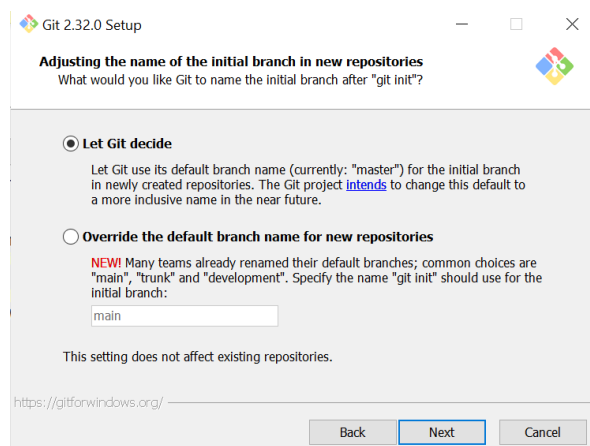 Git 2.32.0 Setup
Adjusting the name of the initial branch in new repositories
What would you like Git to name the initial branch after "git init"?
Let Git decide
Let Git use its default branch name (currently: "master") for the initial branch
in newly created repositories. The Git project intends to change this default to
a more inclusive name in the near future.
Override the default branch name for new repositories
NEW! Many teams already renamed their default branches; common choices are
"main", "trunk" and "development". Specify the name "git init" should use for the
initial branch:
main
This setting does not affect existing repositories.
https://gitforwindows.org/
Back Next Cancel